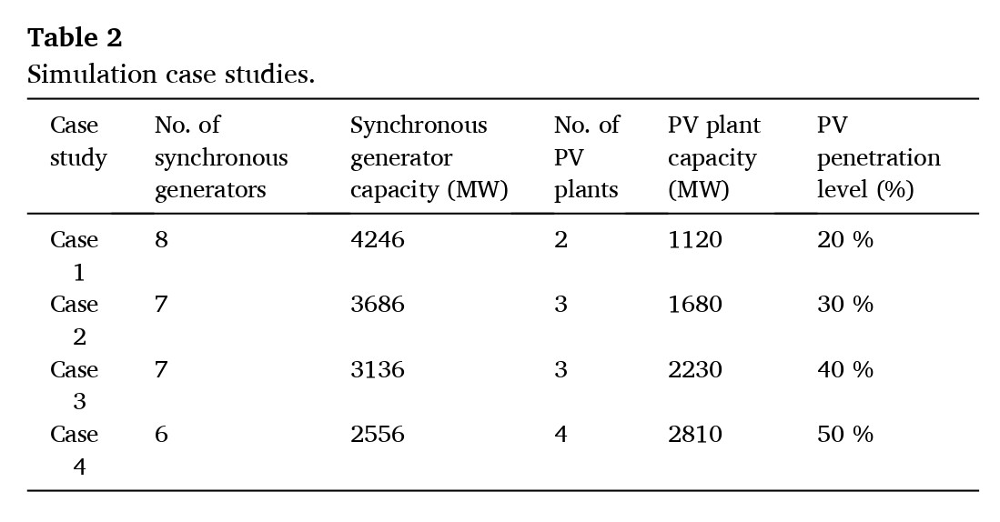 Table 2
Simulation case studies.
Case study No. of synchronous generators Synchronous generator capacity (MW) No. of PV plants PV plant capacity (MW) PV penetration level (%)
Case 1 8 4246 2 1120 20 %
Case 2 7 3686 3 1680 30 %
Case 3 7 3136 3 2230 40 %
Case 4 6 2556 4 2810 50 %